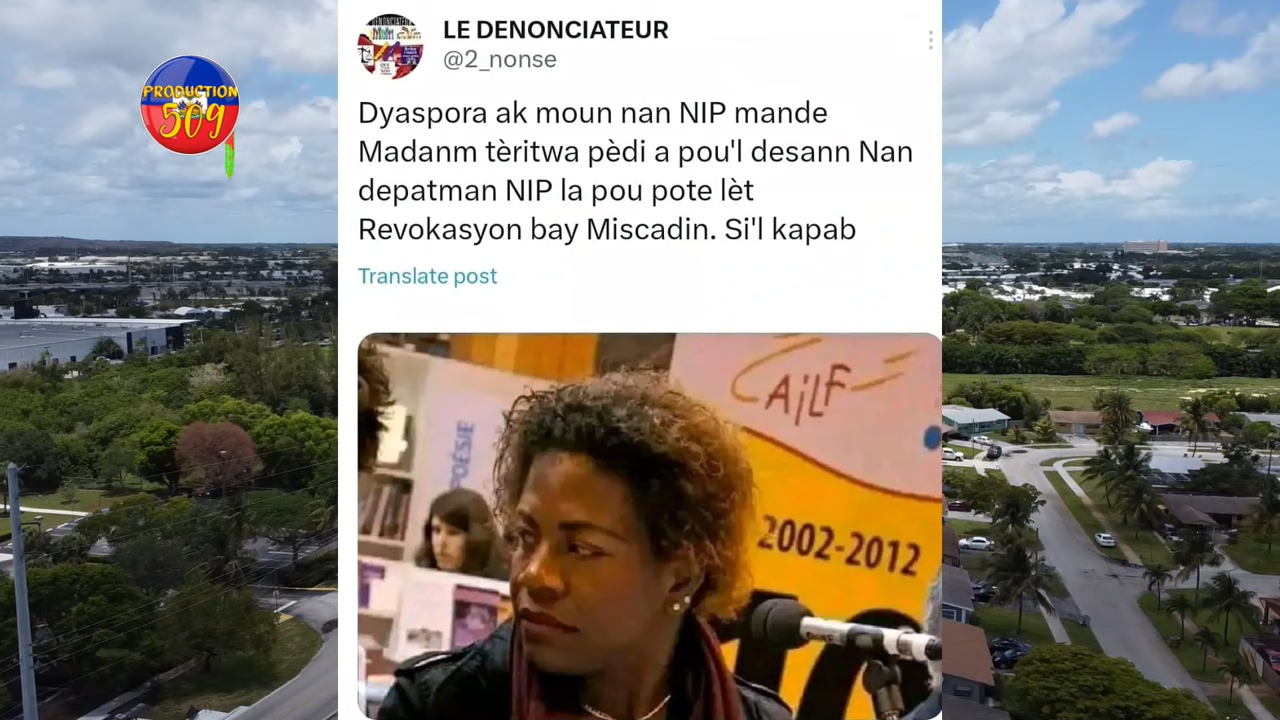 PRODUCTION
509
LE DENONCIATEUR
@2_nonse
Dyaspora ak moun nan NIP mande
Madanm tèritwa pèdi a pou'l desann Nan
depatman NIP la pou pote lèt
Revokasyon bay Miscadin. Si'l kapab
Translate post
POÉSIE
AiLF
2002-2012